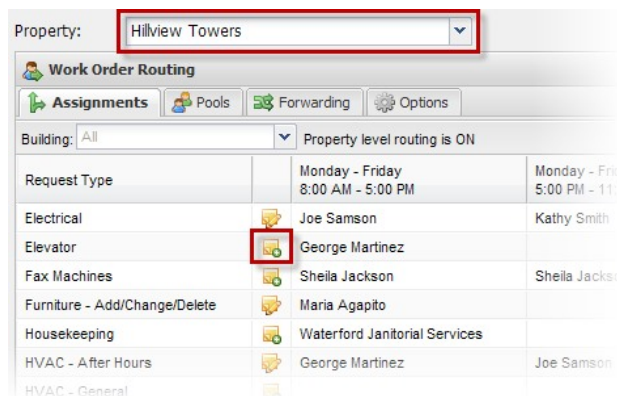 Property: Hillview Towers
Work Order Routing
Assignments Pools Forwarding Options
Building: All Property level routing is ON
Request Type Monday - Friday Monday - Fri
8:00 AM - 5:00 PM 5:00 PM - 11:
Electrical Joe Samson Kathy Smith
Elevator George Martinez
Fax Machines Sheila Jackson Sheila Jackso
Furniture - Add/Change/Delete Maria Agapito
Housekeeping Waterford Janitorial Services
HVAC - After Hours George Martinez Joe Samson
HVAC - General